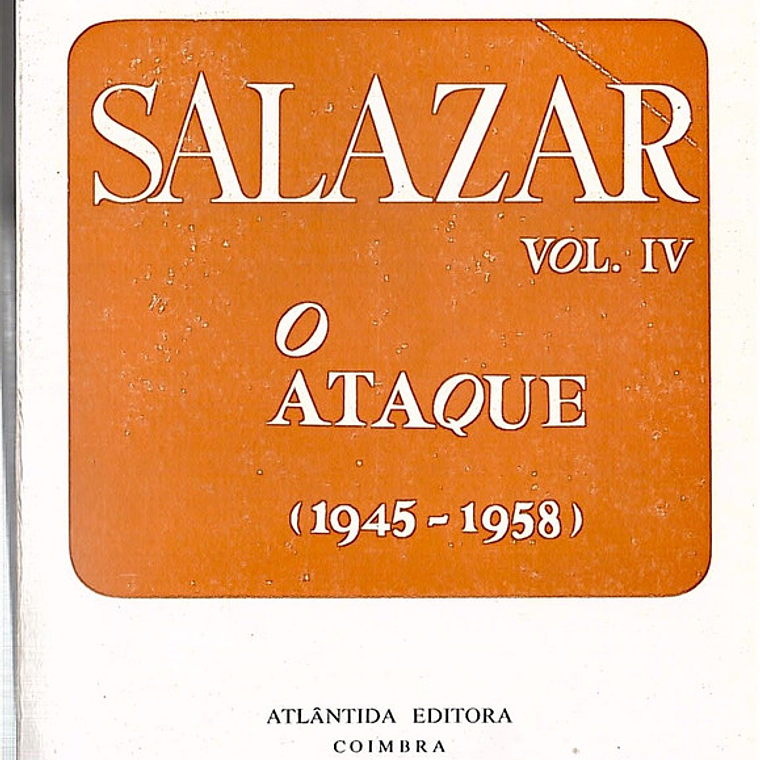 SALAZAR
VOL. IV
O
ATAQUE
(1945-1958)
ATLÂNTIDA EDITORA
COIMBRA